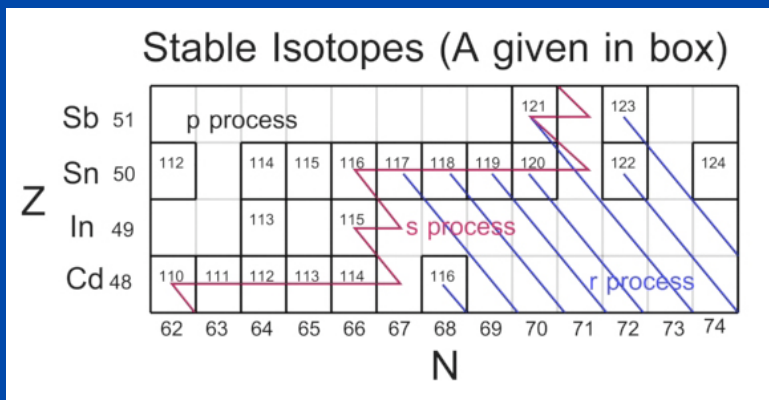 Stable Isotopes (A given in box)
Sb 51 p process 121 123
Z Sn 50 112 114 115 116 117 118 119 120 122 124
In 49 113 115 s process
Cd 48 110 111 112 113 114 116 r process
62 63 64 65 66 67 68 69 70 71 72 73 74
N